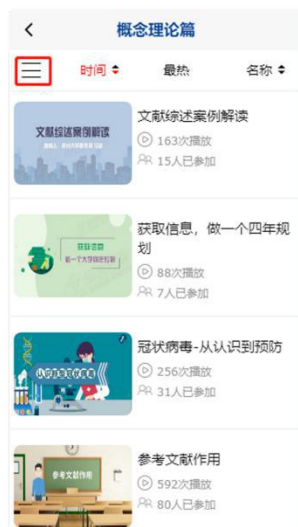 概念理论篇
时间
最热
名称
文献综述案例解读
文献综述案例解读
163次播放
15人已参加
获取信息
做一个大学四年规划
获取信息，做一个四年规
划
88次播放
7人已参加
冠状病毒-从认识到预防
256次播放
31人已参加
参考文献作用
参考文献作用
592次播放
80人已参加